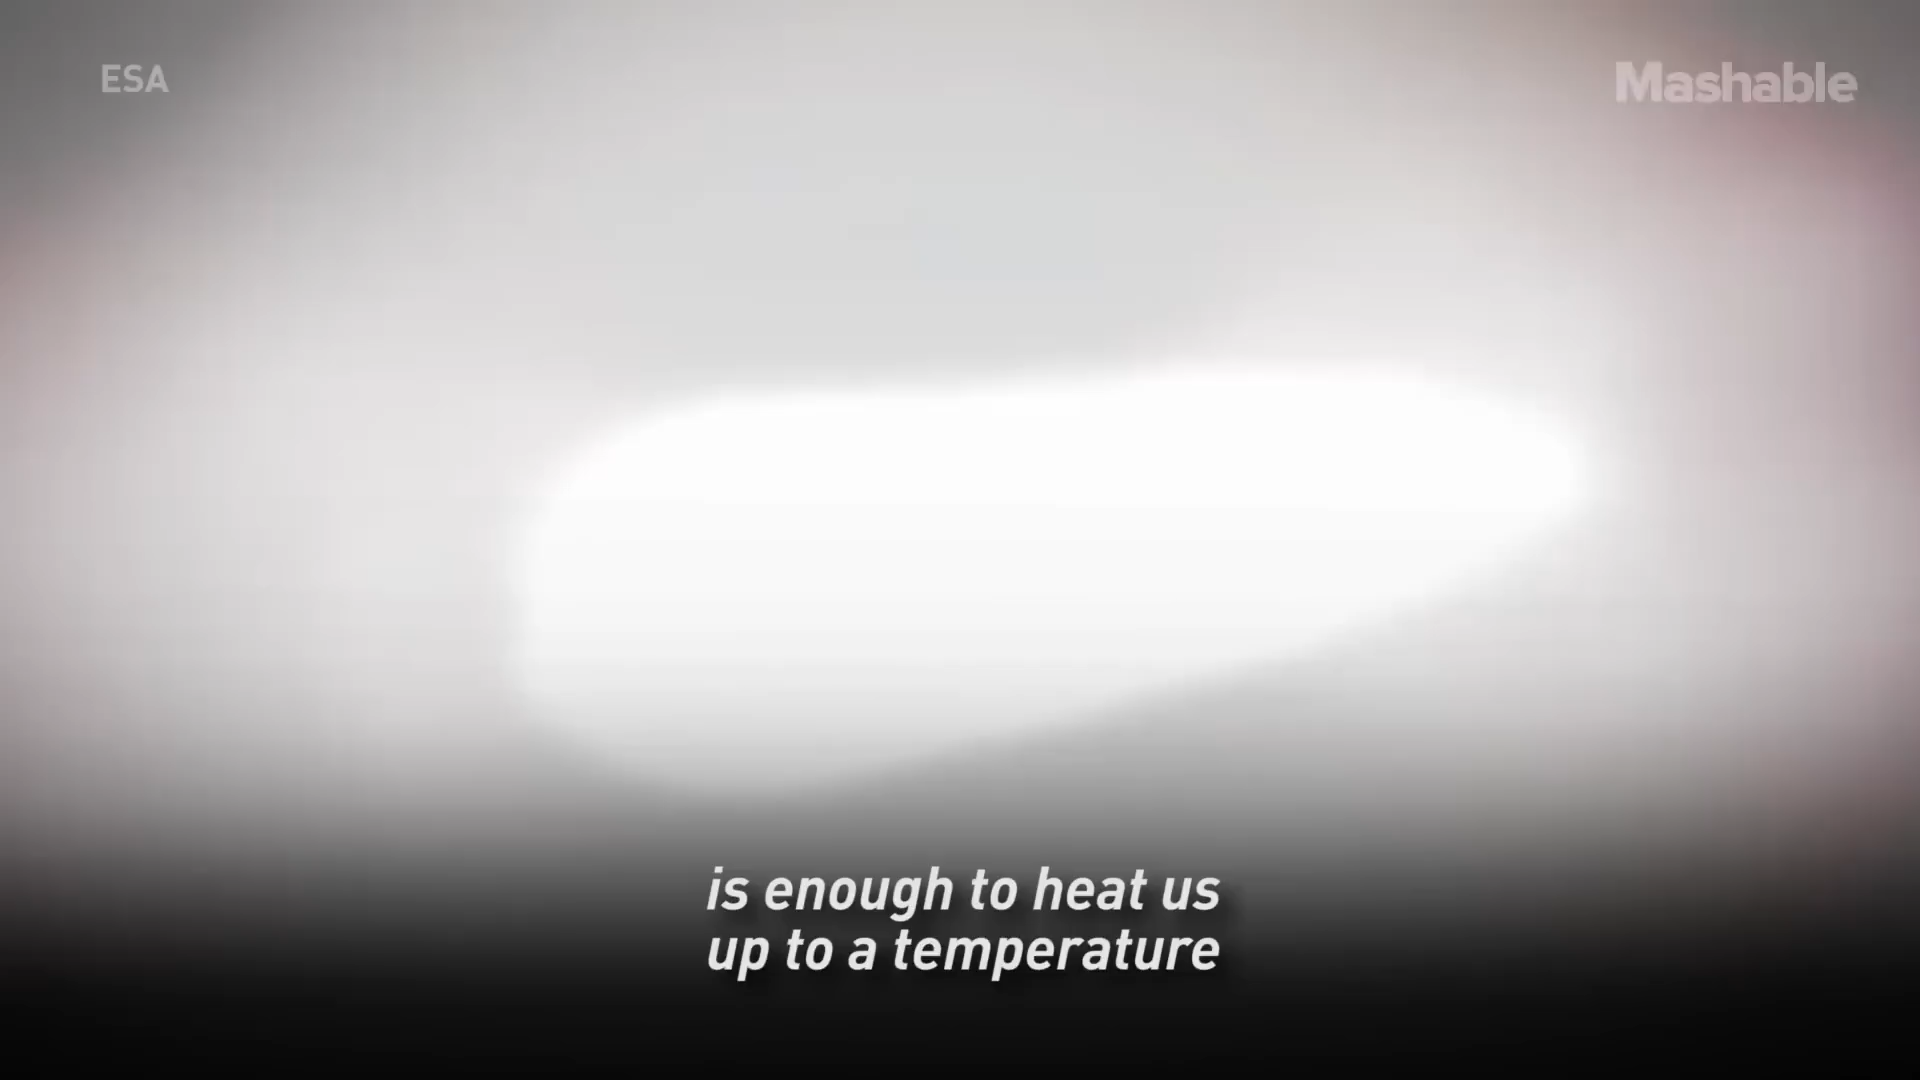 ESA
Mashable
is enough to heat us
up to a temperature